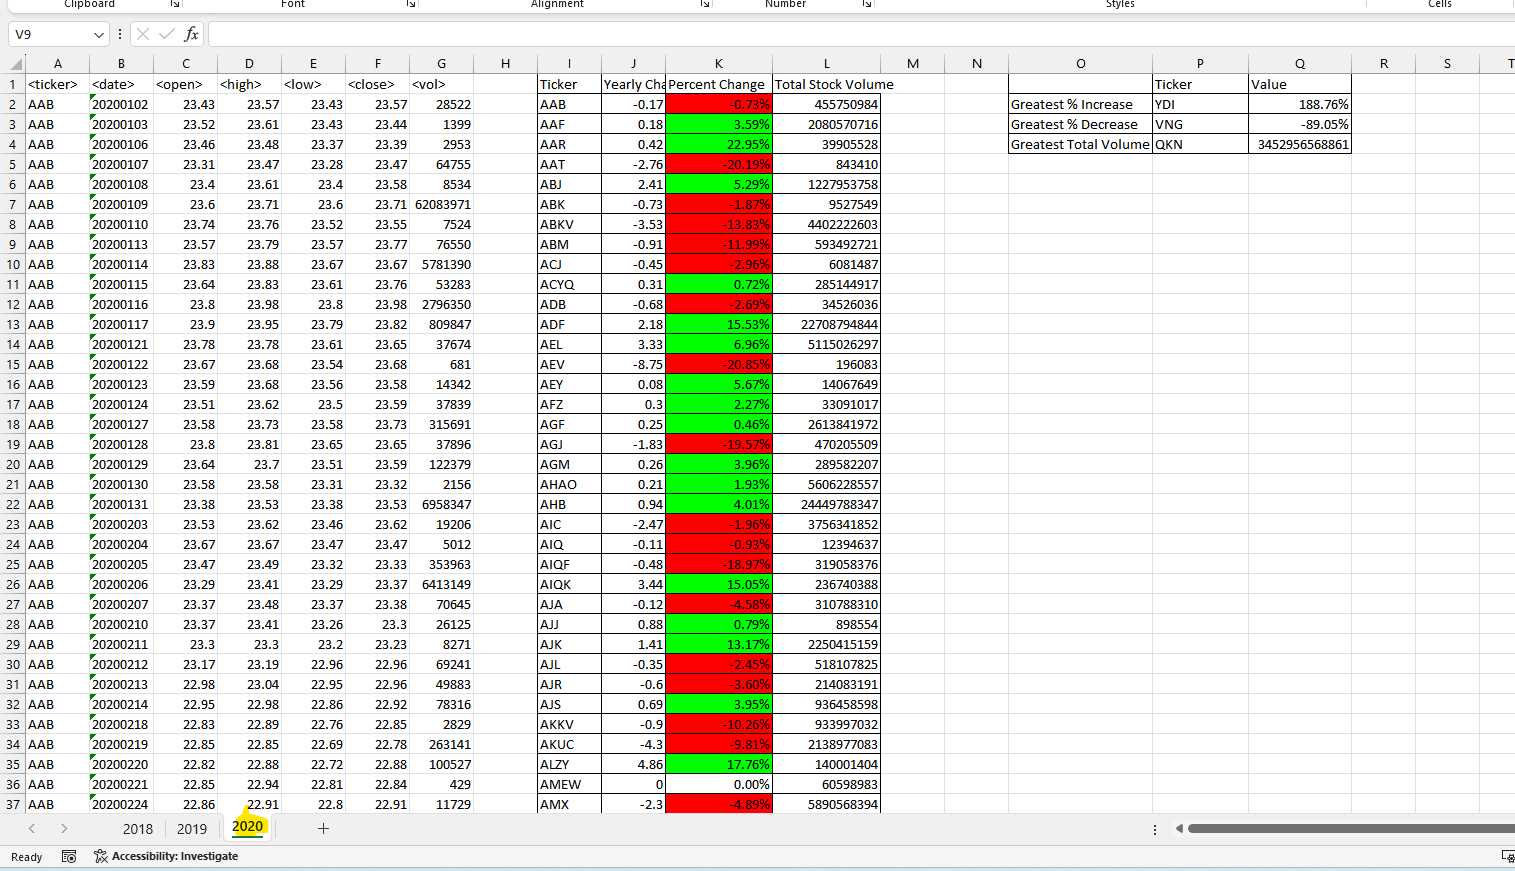 Clipboard Font Alignment Number Styles Cells
V9 fx
A B C D E F G H I J K L M N O P Q R S T
1 <ticker> <date> <open> <high> <low> <close> <vol> Ticker Yearly Cha Percent Change Total Stock Volume Ticker Value
2 AAB 20200102 23.43 23.57 23.43 23.57 28522 AAB -0.17 -0.73% 455750984 Greatest % Increase YDI 188.76%
3 AAB 20200103 23.52 23.61 23.43 23.44 1399 AAF 0.18 3.59% 2080570716 Greatest % Decrease VNG -89.05%
4 AAB 20200106 23.46 23.48 23.37 23.39 2953 AAR 0.42 22.95% 39905528 Greatest Total Volume QKN 3452956568861
5 AAB 20200107 23.31 23.47 23.28 23.47 64755 AAT -2.76 -20.19% 843410
6 AAB 20200108 23.4 23.61 23.4 23.58 8534 ABJ 2.41 5.29% 1227953758
7 AAB 20200109 23.6 23.71 23.6 23.71 62083971 ABK -0.73 -1.87% 9527549
8 AAB 20200110 23.74 23.76 23.52 23.55 7524 ABKV -3.53 -13.83% 4402222603
9 AAB 20200113 23.57 23.79 23.57 23.77 76550 ABM -0.91 -11.99% 593492721
10 AAB 20200114 23.83 23.88 23.67 23.67 5781390 ACJ -0.45 -2.96% 6081487
11 AAB 20200115 23.64 23.83 23.61 23.76 53283 ACYQ 0.31 0.72% 285144917
12 AAB 20200116 23.8 23.98 23.8 23.98 2796350 ADB -0.68 -2.69% 34526036
13 AAB 20200117 23.9 23.95 23.79 23.82 809847 ADF 2.18 15.53% 22708794844
14 AAB 20200121 23.78 23.78 23.61 23.65 37674 AEL 3.33 6.96% 5115026297
15 AAB 20200122 23.67 23.68 23.54 23.68 681 AEV -8.75 -20.85% 196083
16 AAB 20200123 23.59 23.68 23.56 23.58 14342 AEY 0.08 5.67% 14067649
17 AAB 20200124 23.51 23.62 23.5 23.59 37839 AFZ 0.3 2.27% 33091017
18 AAB 20200127 23.58 23.73 23.58 23.73 315691 AGF 0.25 0.46% 2613841972
19 AAB 20200128 23.8 23.81 23.65 23.65 37896 AGJ -1.83 -19.57% 470205509
20 AAB 20200129 23.64 23.7 23.51 23.59 122379 AGM 0.26 3.96% 289582207
21 AAB 20200130 23.58 23.58 23.31 23.32 2156 AHAO 0.21 1.93% 5606228557
22 AAB 20200131 23.38 23.53 23.38 23.53 6958347 AHB 0.94 4.01% 24449788347
23 AAB 20200203 23.53 23.62 23.46 23.62 19206 AIC -2.47 -1.96% 3756341852
24 AAB 20200204 23.67 23.67 23.47 23.47 5012 AIQ -0.11 -0.93% 12394637
25 AAB 20200205 23.47 23.49 23.32 23.33 353963 AIQF -0.48 -18.97% 319058376
26 AAB 20200206 23.29 23.41 23.29 23.37 6413149 AIQK 3.44 15.05% 236740388
27 AAB 20200207 23.37 23.48 23.37 23.38 70645 AJA -0.12 -4.58% 310788310
28 AAB 20200210 23.37 23.41 23.26 23.3 26125 AJJ 0.88 0.79% 898554
29 AAB 20200211 23.3 23.3 23.2 23.23 8271 AJK 1.41 13.17% 2250415159
30 AAB 20200212 23.17 23.19 22.96 22.96 69241 AJL -0.35 -2.45% 518107825
31 AAB 20200213 22.98 23.04 22.95 22.96 49883 AJR -0.6 -3.60% 214083191
32 AAB 20200214 22.95 22.98 22.86 22.92 78316 AJS 0.69 3.95% 936458598
33 AAB 20200218 22.83 22.89 22.76 22.85 2829 AKKV -0.9 -10.26% 933997032
34 AAB 20200219 22.85 22.85 22.69 22.78 263141 AKUC -4.3 -9.81% 2138977083
35 AAB 20200220 22.82 22.88 22.72 22.88 100527 ALZY 4.86 17.76% 140001404
36 AAB 20200221 22.85 22.94 22.81 22.84 429 AMEW 0 0.00% 60598983
37 AAB 20200224 22.86 22.91 22.8 22.91 11729 AMX -2.3 -4.89% 5890568394
2018 2019 2020
Ready Accessibility: Investigate